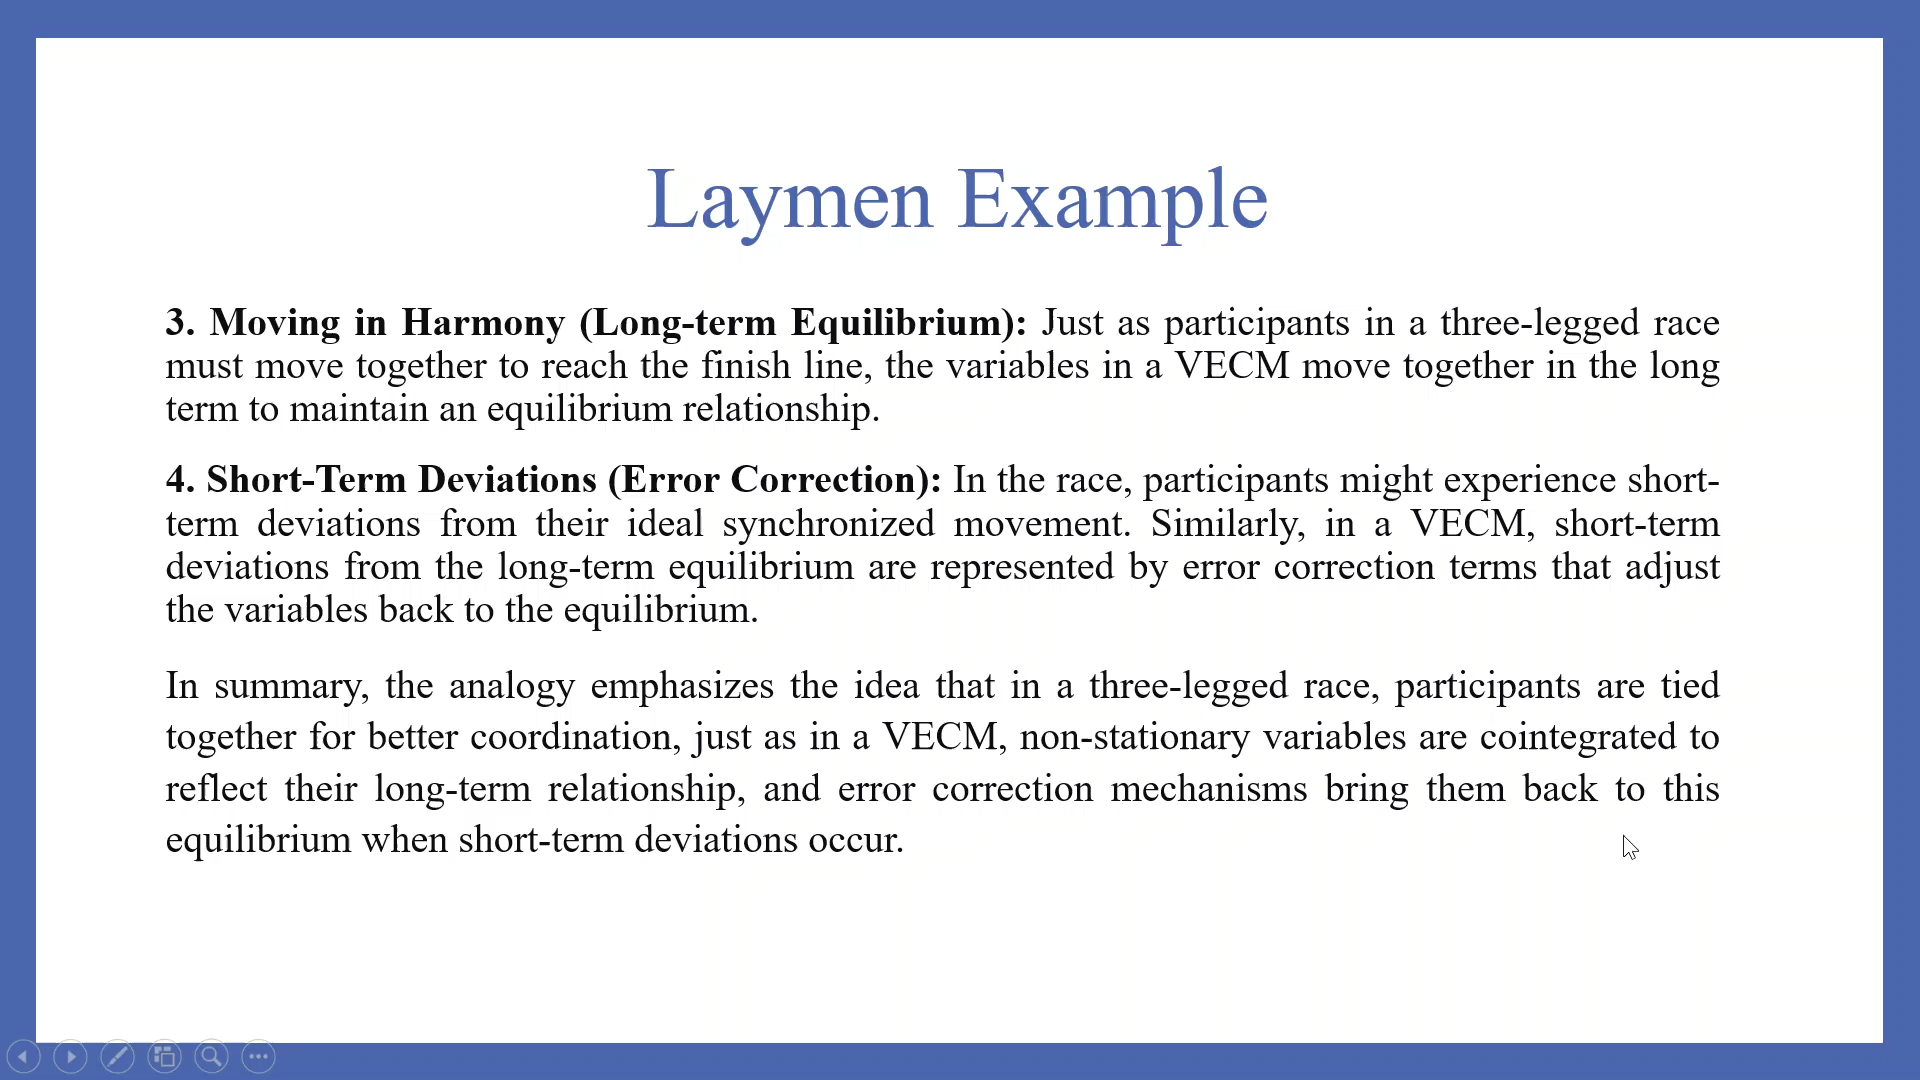 Laymen Example
3. Moving in Harmony (Long-term Equilibrium): Just as participants in a three-legged race
must move together to reach the finish line, the variables in a VECM move together in the long
term to maintain an equilibrium relationship.
4. Short-Term Deviations (Error Correction): In the race, participants might experience short-
term deviations from their ideal synchronized movement. Similarly, in a VECM, short-term
deviations from the long-term equilibrium are represented by error correction terms that adjust
the variables back to the equilibrium.
In summary, the analogy emphasizes the idea that in a three-legged race, participants are tied
together for better coordination, just as in a VECM, non-stationary variables are cointegrated to
reflect their long-term relationship, and error correction mechanisms bring them back to this
equilibrium when short-term deviations occur.